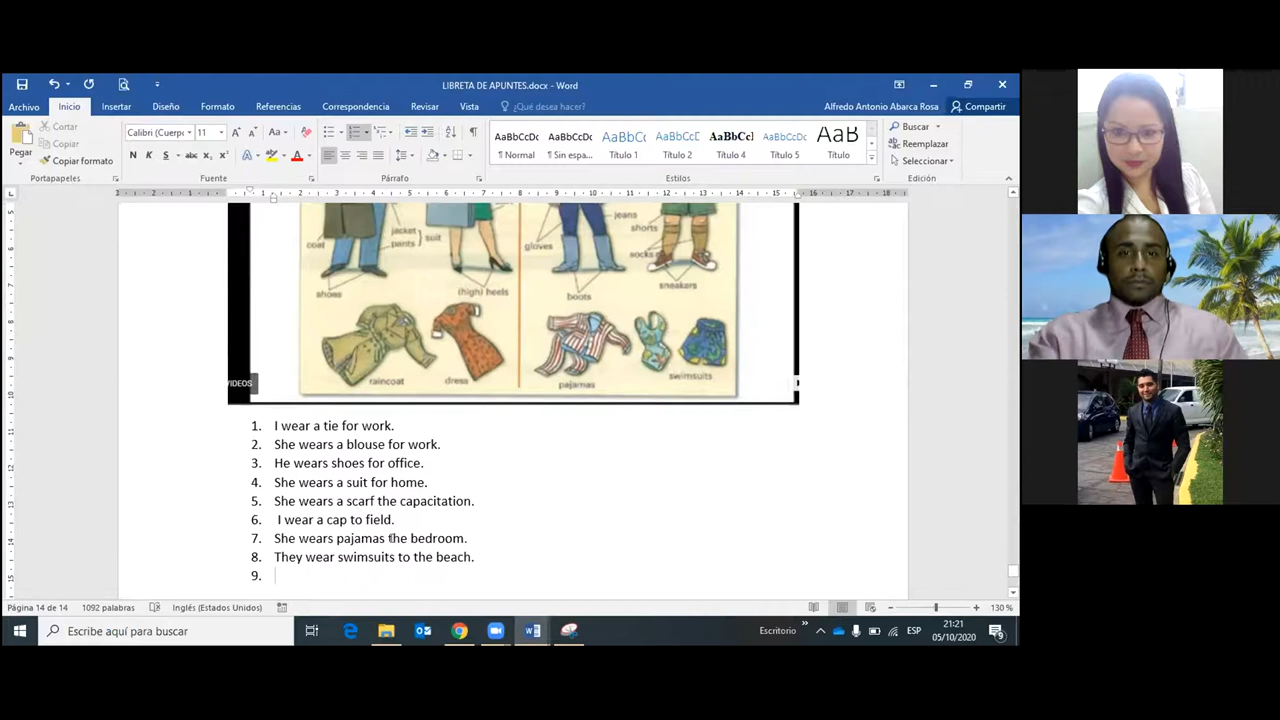 LIBRETA DE APUNTES.docx - Word
Archivo Inicio Insertar Diseño Formato Referencias Correspondencia Revisar Vista ¿Qué desea hacer? Alfredo Antonio Abarca Rosa Compartir
Pegar
Cortar
Copiar
Copiar formato
Portapapeles
Calibri (Cuerpo 11
Fuente
Párrafo
AaBbCcDc AaBbCcDc AaBbC( AaBbCcD AaBbCcI AaBbCcDc AaB
¶ Normal ¶ Sin espa... Título 1 Título 2 Título 4 Título 5 Título
Estilos
Buscar
Reemplazar
Seleccionar
Edición
coat
jacket
pants
suit
shoes
(high) heels
gloves
jeans
shorts
socks
boots
sneakers
raincoat
dress
pajamas
swimsuits
VIDEOS
1. I wear a tie for work.
2. She wears a blouse for work.
3. He wears shoes for office.
4. She wears a suit for home.
5. She wears a scarf the capacitation.
6. I wear a cap to field.
7. She wears pajamas the bedroom.
8. They wear swimsuits to the beach.
9.
Página 14 de 14 1092 palabras Inglés (Estados Unidos) 130 %
Escribe aquí para buscar
Escritorio
ESP
21:21
05/10/2020